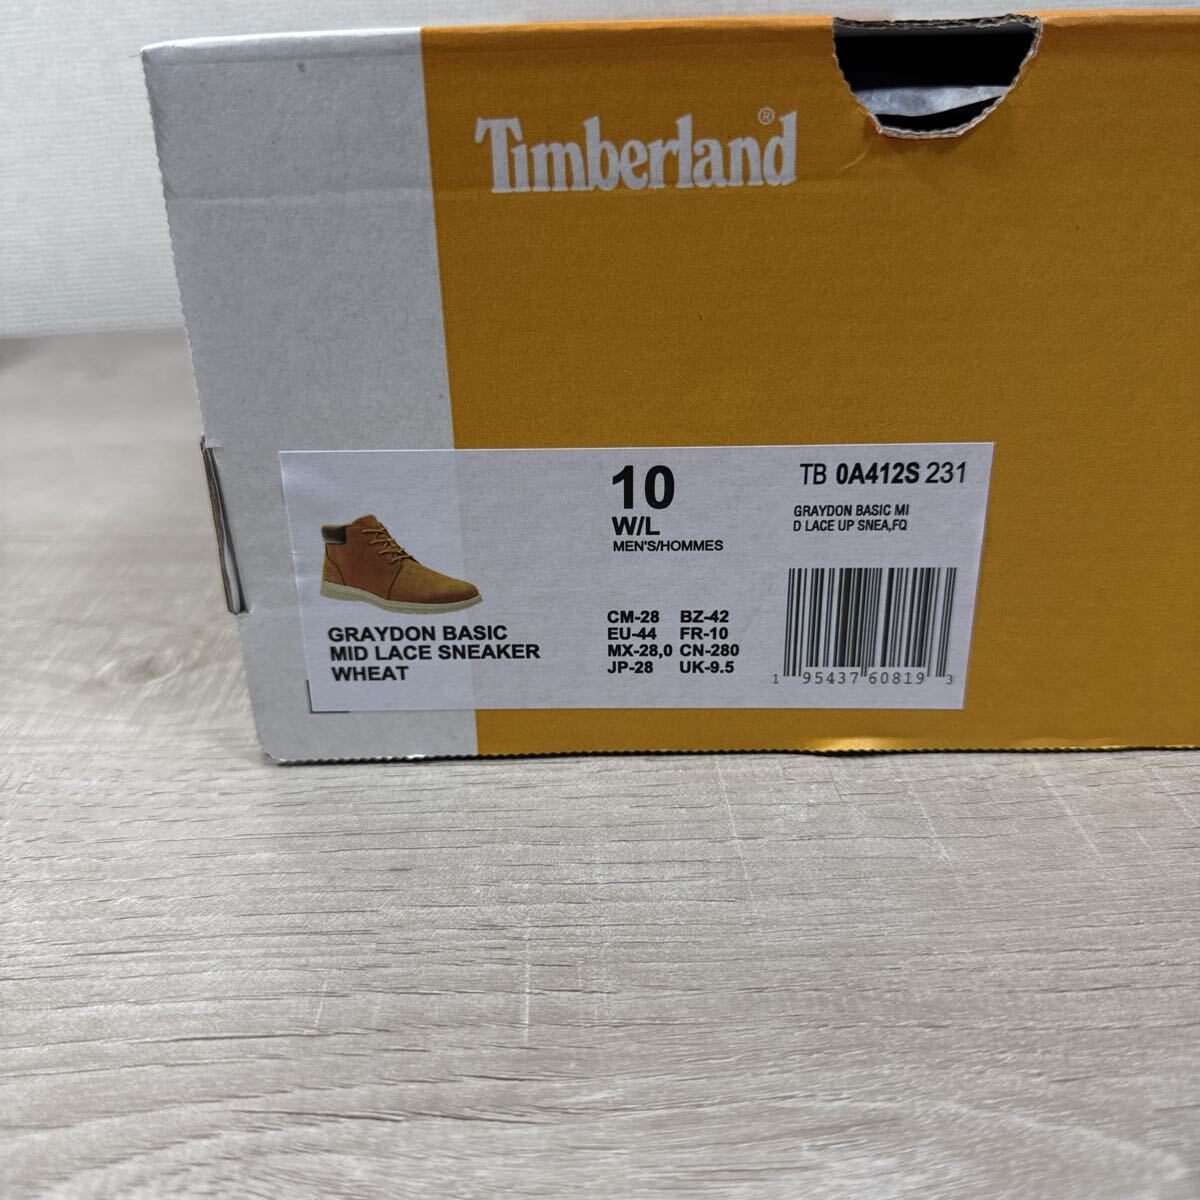 Timberland®
10
W/L
MEN'S/HOMMES
TB 0A412S 231
GRAYDON BASIC MI
D LACE UP SNEA,FQ
GRAYDON BASIC
MID LACE SNEAKER
WHEAT
CM-28 BZ-42
EU-44 FR-10
MX-28,0 CN-280
JP-28 UK-9.5
1 95437 60819 3